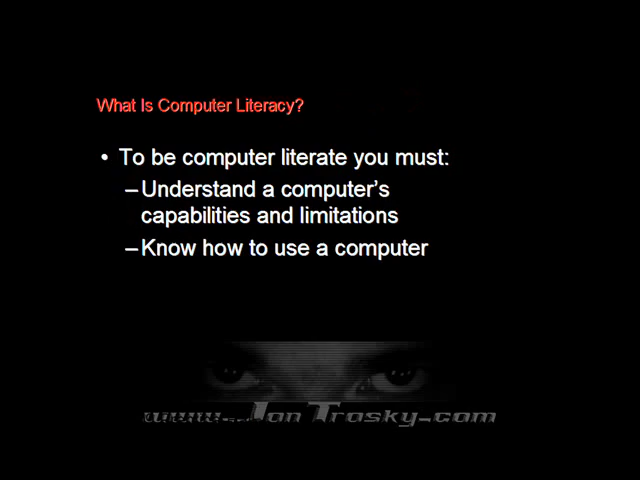 What Is Computer Literacy?
• To be computer literate you must:
–Understand a computer's
capabilities and limitations
–Know how to use a computer
www.JonTrasky.com